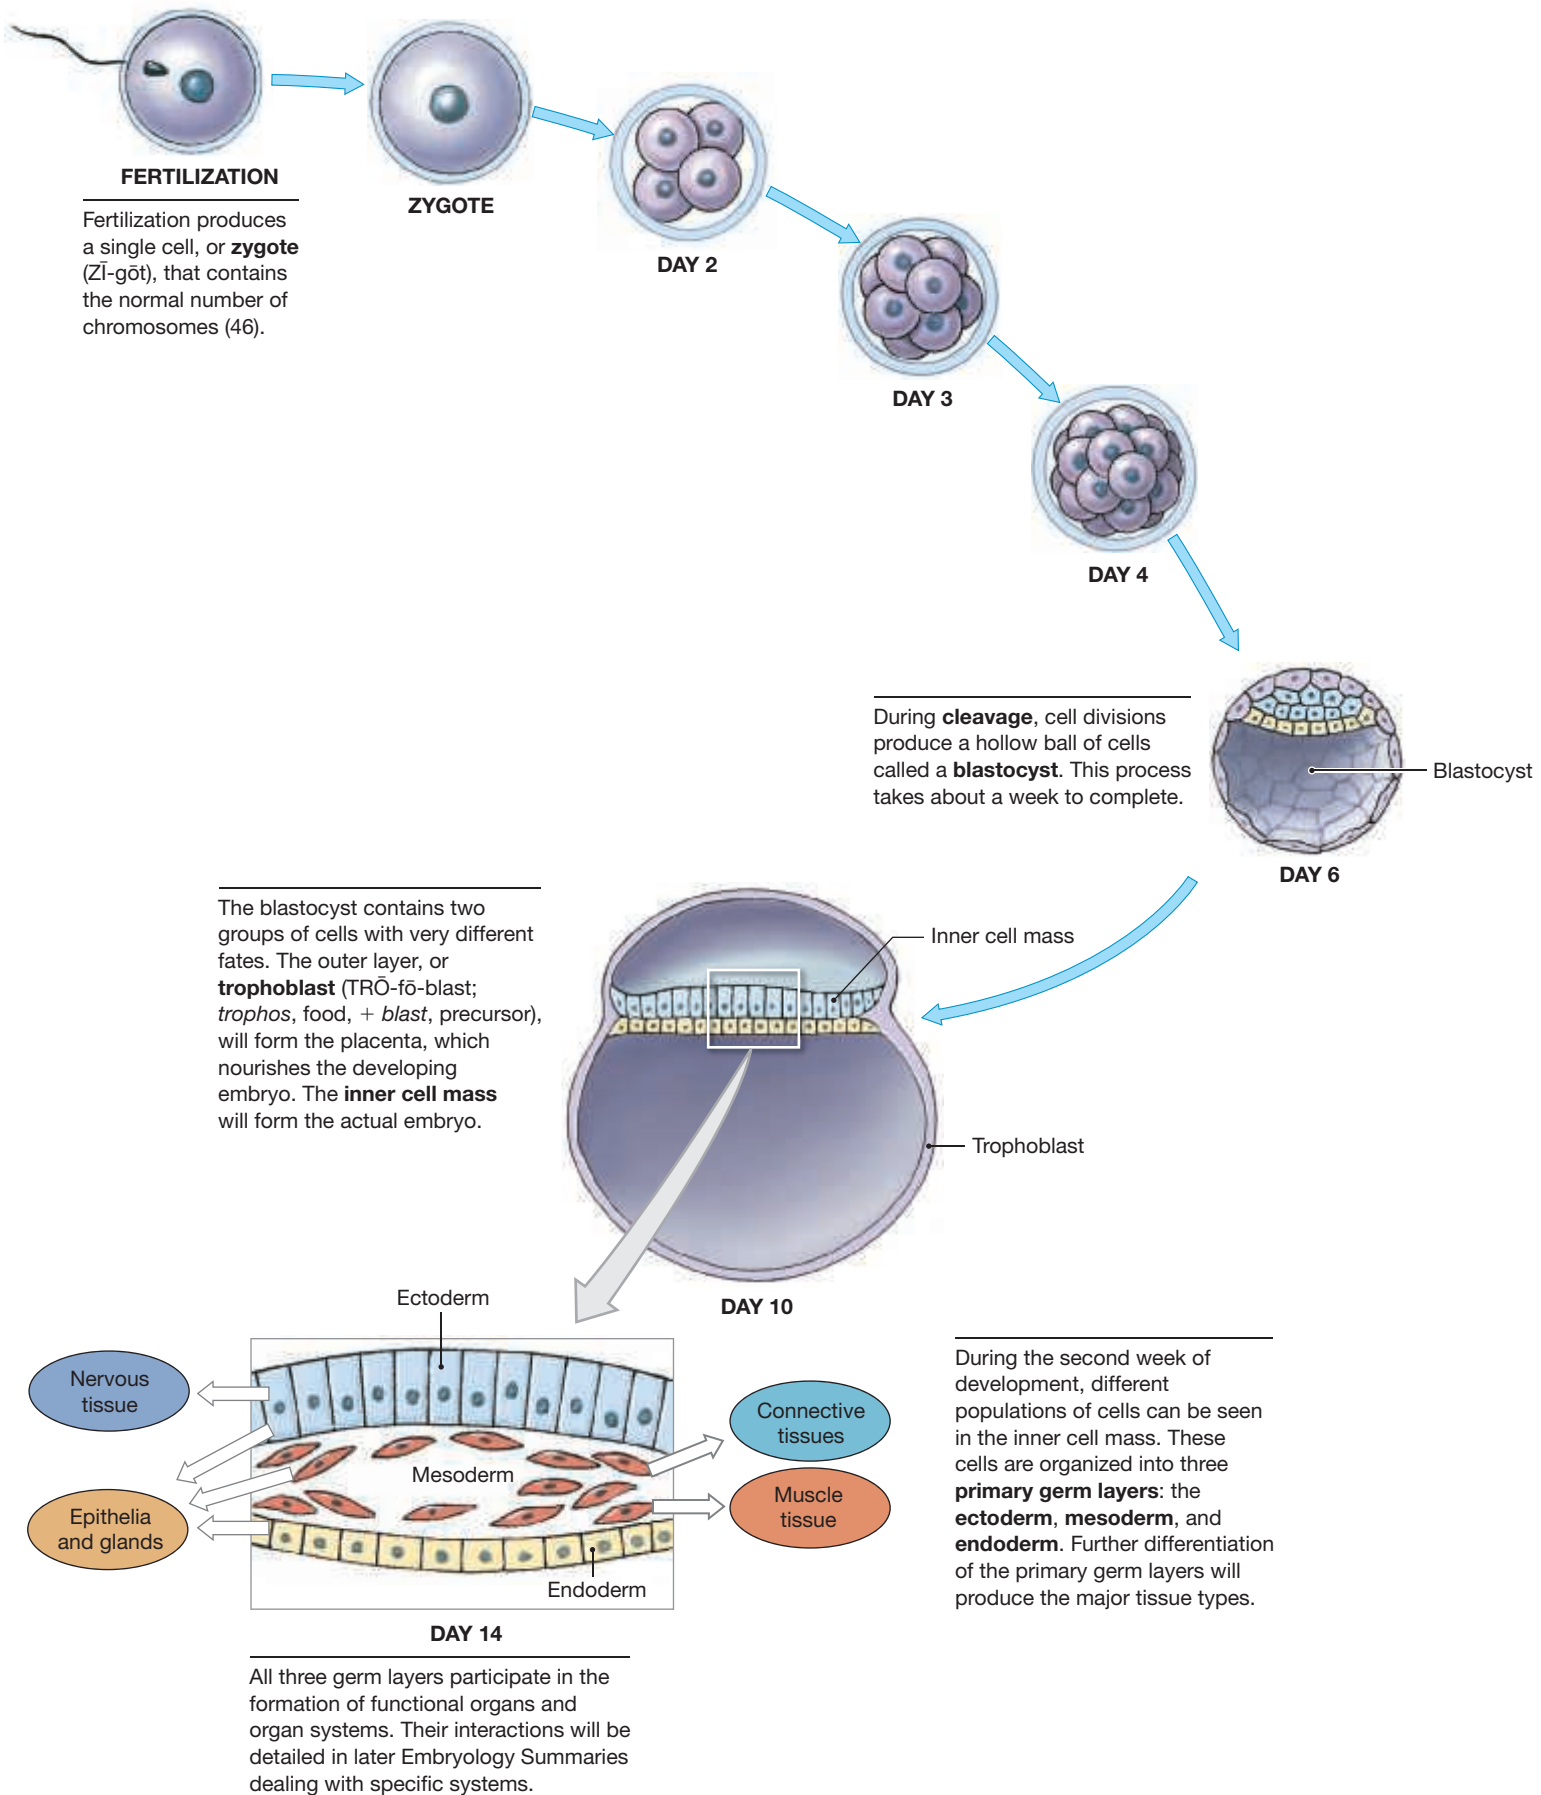 FERTILIZATION
Fertilization produces
a single cell, or zygote
(ZĪ-gōt), that contains
the normal number of
chromosomes (46).
ZYGOTE
DAY 2
DAY 3
DAY 4
During cleavage, cell divisions
produce a hollow ball of cells
called a blastocyst. This process
takes about a week to complete.
Blastocyst
DAY 6
The blastocyst contains two
groups of cells with very different
fates. The outer layer, or
trophoblast (TRŌ-fō-blast;
trophos, food, + blast, precursor),
will form the placenta, which
nourishes the developing
embryo. The inner cell mass
will form the actual embryo.
Inner cell mass
Trophoblast
DAY 10
Ectoderm
Nervous
tissue
Epithelia
and glands
Mesoderm
Connective
tissues
Muscle
tissue
Endoderm
DAY 14
During the second week of
development, different
populations of cells can be seen
in the inner cell mass. These
cells are organized into three
primary germ layers: the
ectoderm, mesoderm, and
endoderm. Further differentiation
of the primary germ layers will
produce the major tissue types.
All three germ layers participate in the
formation of functional organs and
organ systems. Their interactions will be
detailed in later Embryology Summaries
dealing with specific systems.